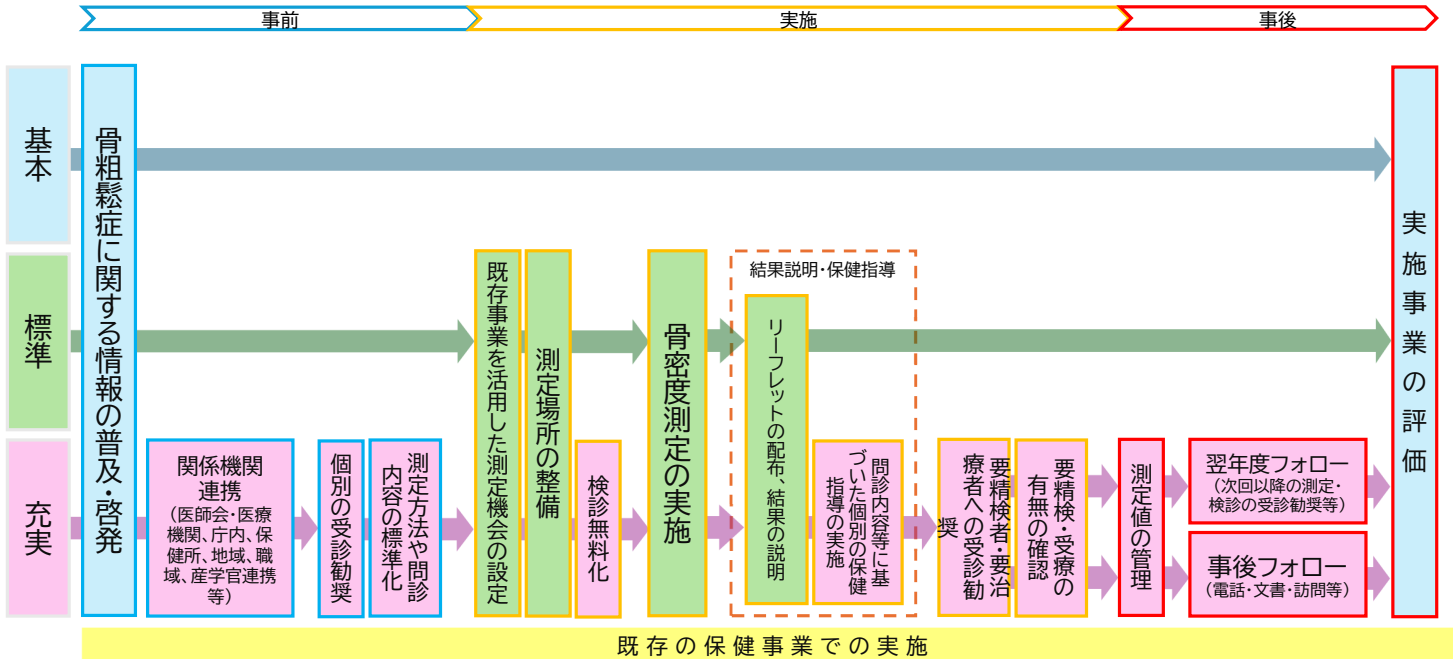 事前
実施
事後
基本
標準
充実
骨粗鬆症に関する情報の普及・啓発
関係機関
連携
(医師会・医療
機関、庁内、保
健所、地域、職
域、産学官連携
等)
個別の受診勧奨
測定方法や問診
内容の標準化
既存事業を活用した測定機会の設定
測定場所の整備
検診無料化
骨密度測定の実施
結果説明・保健指導
リーフレットの配布、結果の説明
問診内容等に基
づいた個別の保健
指導の実施
要精検者・要治
療者への受診勧
奨
要精検・受療の
有無の確認
測定値の管理
翌年度フォロー
(次回以降の測定・
検診の受診勧奨等)
事後フォロー
(電話・文書・訪問等)
実施事業の評価
既存の保健事業での実施